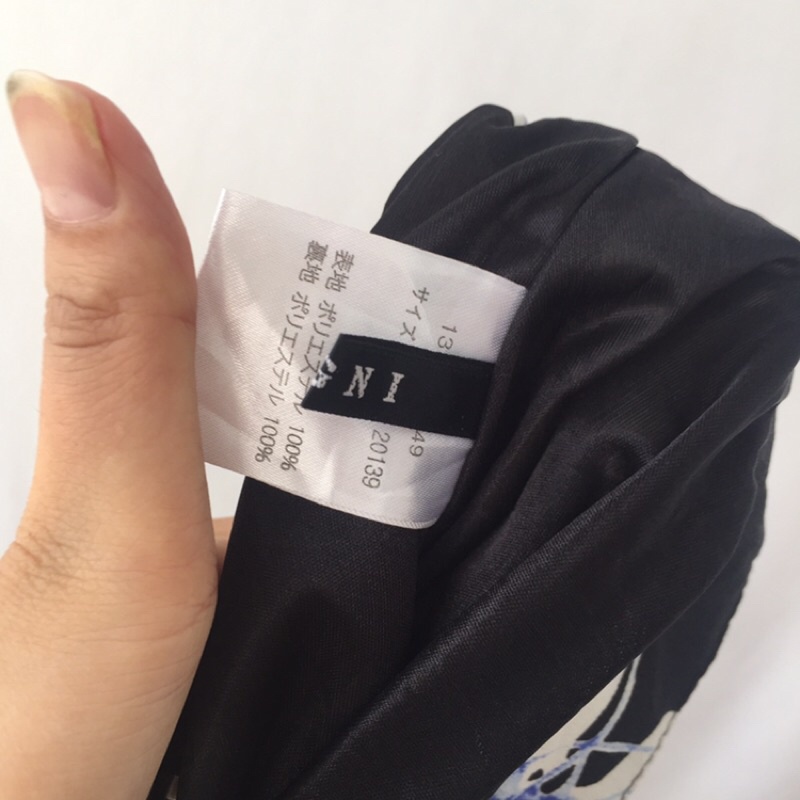 13 49
サイズ 20139
表地 ポリエステル 100%
裏地 ポリエステル 100%
N I